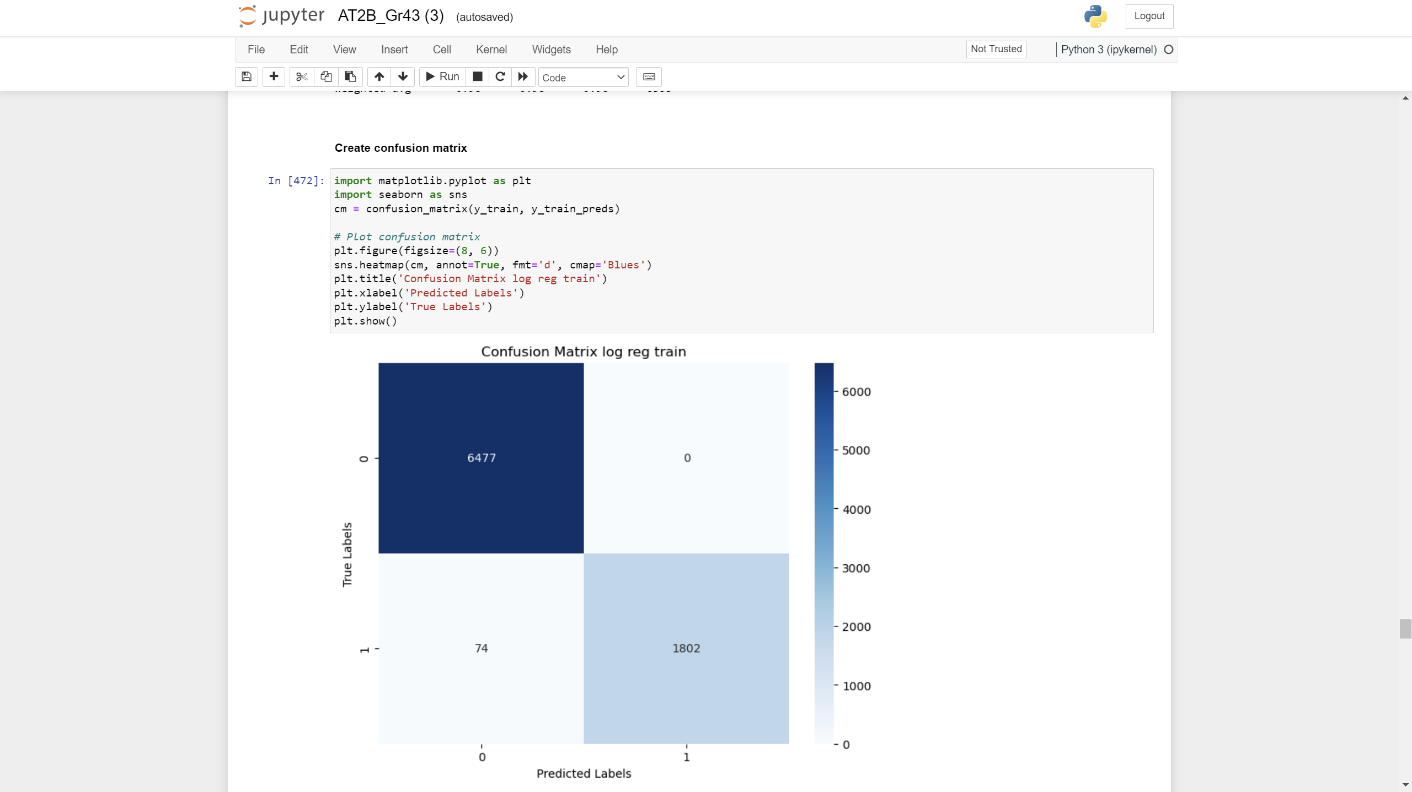 jupyter AT2B_Gr43 (3) (autosaved)
Logout
File Edit View Insert Cell Kernel Widgets Help
Not Trusted
Python 3 (ipykernel)
Run
Code
Create confusion matrix
In [472]:
import matplotlib.pyplot as plt
import seaborn as sns
cm = confusion_matrix(y_train, y_train_preds)
# Plot confusion matrix
plt.figure(figsize=(8, 6))
sns.heatmap(cm, annot=True, fmt='d', cmap='Blues')
plt.title('Confusion Matrix log reg train')
plt.xlabel('Predicted Labels')
plt.ylabel('True Labels')
plt.show()
Confusion Matrix log reg train
6000
5000
4000
3000
2000
1000
0
0
6477 0
True Labels
1
74 1802
0 1
Predicted Labels